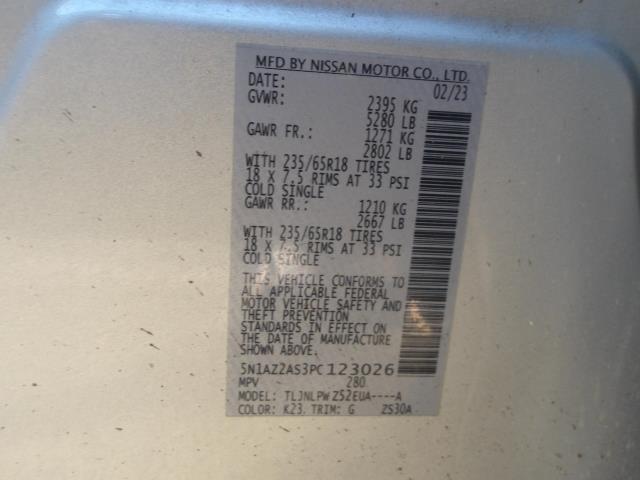 MFD BY NISSAN MOTOR CO., LTD.
DATE: 02/23
GVWR: 2395 KG
5280 LB
GAWR FR.: 1271 KG
2802 LB
WITH 235/65R18 TIRES
18 X 7.5 RIMS AT 33 PSI
COLD SINGLE
GAWR RR.: 1210 KG
2667 LB
WITH 235/65R18 TIRES
18 X 7.5 RIMS AT 33 PSI
COLD SINGLE
THIS VEHICLE CONFORMS TO
ALL APPLICABLE FEDERAL
MOTOR VEHICLE SAFETY AND
THEFT PREVENTION
STANDARDS IN EFFECT ON
THE DATE OF MANUFACTURE
SHOWN ABOVE.
5N1AZ2AS3PC123026
MPV 280
MODEL: TLJNLPW Z52EUA----A
COLOR: K23 TRIM: G ZS30A